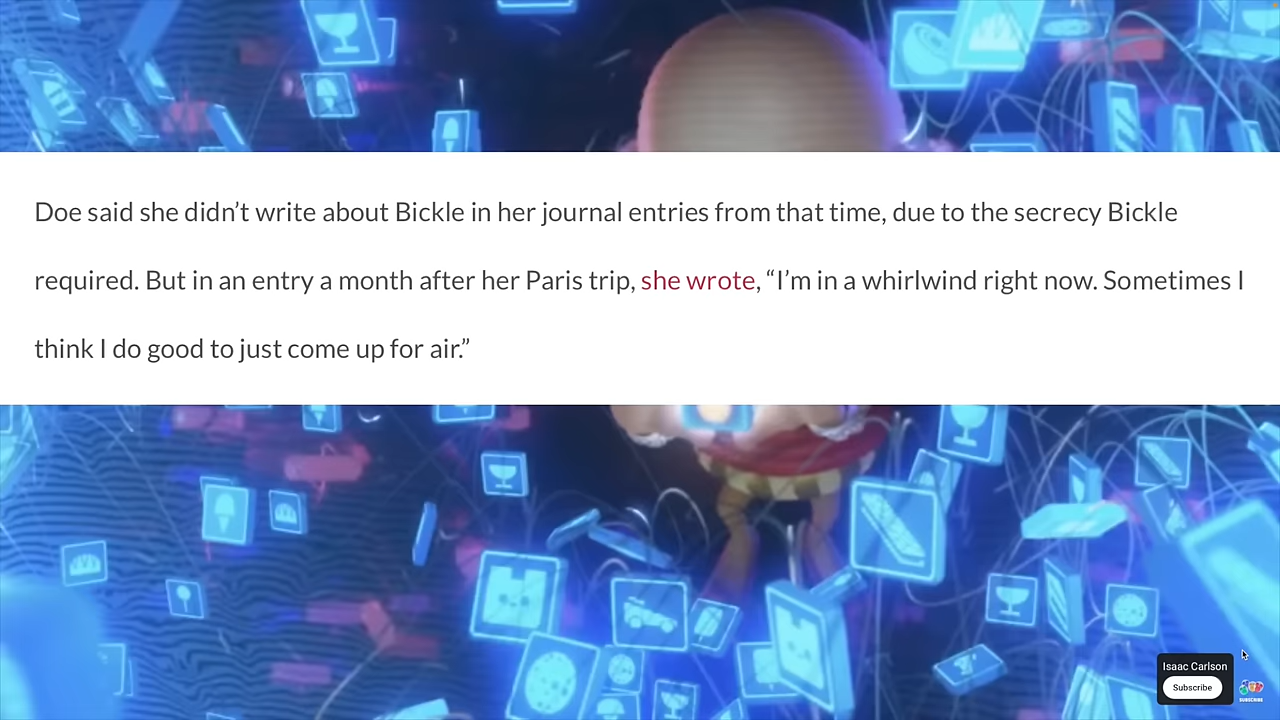 Doe said she didn’t write about Bickle in her journal entries from that time, due to the secrecy Bickle
required. But in an entry a month after her Paris trip, she wrote, “I’m in a whirlwind right now. Sometimes I
think I do good to just come up for air.”
Isaac Carlson
Subscribe
SUBSCRIBE